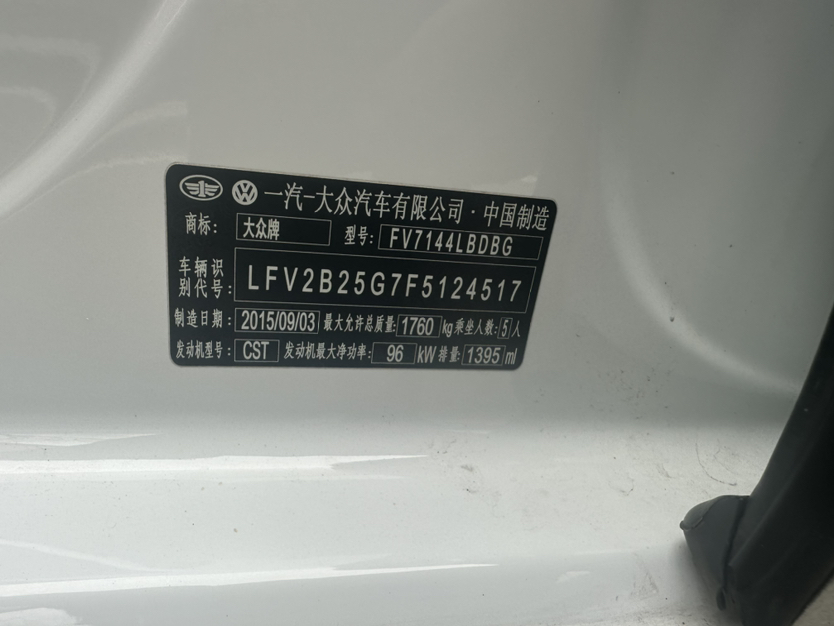 一汽-大众汽车有限公司·中国制造
商标: 大众牌 型号: FV7144LBDBG
车辆识别代号: LFV2B25G7F5124517
制造日期: 2015/09/03 最大允许总质量: 1760 kg 乘坐人数: 5 人
发动机型号: CST 发动机最大净功率: 96 kW 排量: 1395 ml